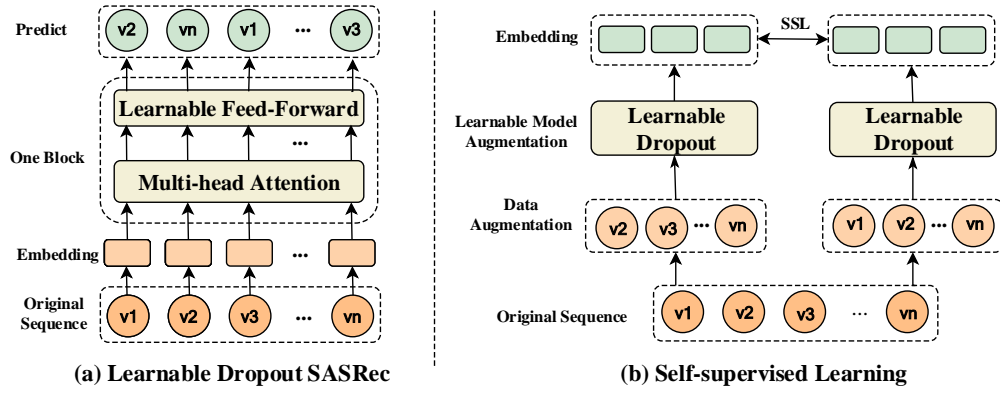 Predict
v2 vn v1 ... v3
Learnable Feed-Forward
...
One Block
Multi-head Attention
Embedding
...
Original
Sequence
v1 v2 v3 ... vn
(a) Learnable Dropout SASRec
Embedding
SSL
Learnable Model
Augmentation
Learnable
Dropout
Learnable
Dropout
Data
Augmentation
v2 v3 ... vn
v1 v2 ... vn
Original Sequence
v1 v2 v3 ... vn
(b) Self-supervised Learning